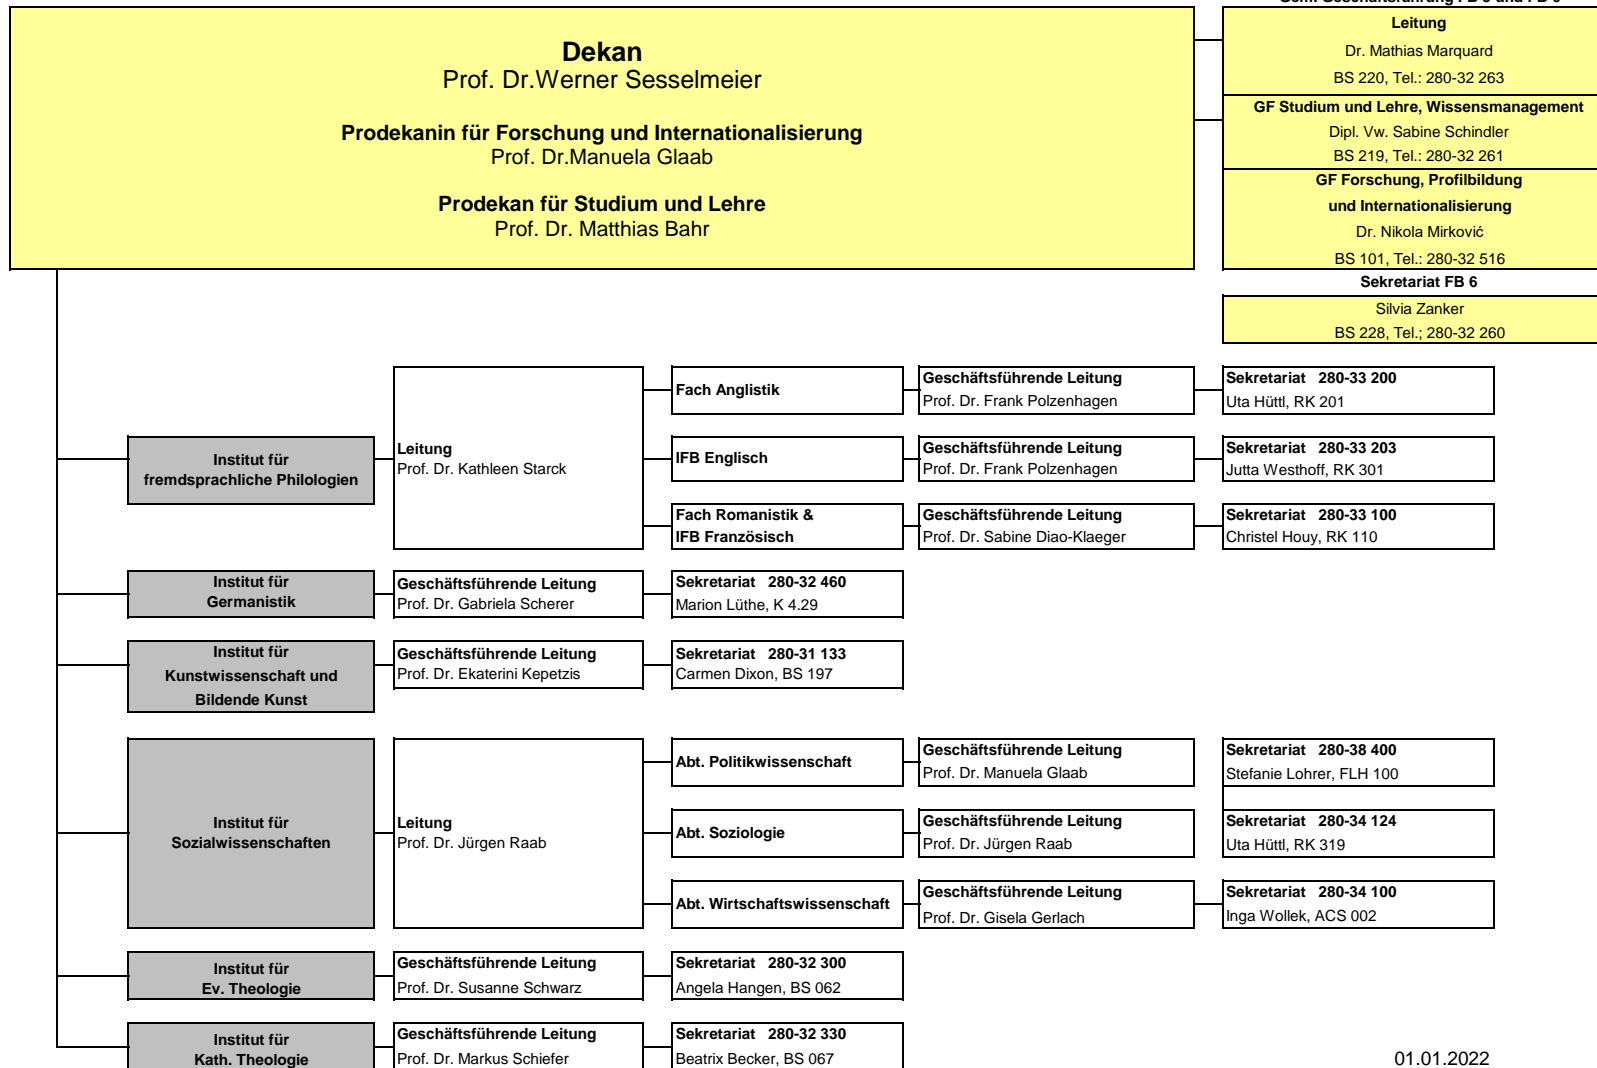 Gem. Geschäftsführung FB 5 und FB 6
Dekan
Prof. Dr.Werner Sesselmeier
Prodekanin für Forschung und Internationalisierung
Prof. Dr.Manuela Glaab
Prodekan für Studium und Lehre
Prof. Dr. Matthias Bahr
Leitung
Dr. Mathias Marquard
BS 220, Tel.: 280-32 263
GF Studium und Lehre, Wissensmanagement
Dipl. Vw. Sabine Schindler
BS 219, Tel.: 280-32 261
GF Forschung, Profilbildung
und Internationalisierung
Dr. Nikola Mirković
BS 101, Tel.: 280-32 516
Sekretariat FB 6
Silvia Zanker
BS 228, Tel.; 280-32 260
Institut für
fremdsprachliche Philologien
Leitung
Prof. Dr. Kathleen Starck
Fach Anglistik
Geschäftsführende Leitung
Prof. Dr. Frank Polzenhagen
Sekretariat 280-33 200
Uta Hüttl, RK 201
IFB Englisch
Geschäftsführende Leitung
Prof. Dr. Frank Polzenhagen
Sekretariat 280-33 203
Jutta Westhoff, RK 301
Fach Romanistik &
IFB Französisch
Geschäftsführende Leitung
Prof. Dr. Sabine Diao-Klaeger
Sekretariat 280-33 100
Christel Houy, RK 110
Institut für
Germanistik
Geschäftsführende Leitung
Prof. Dr. Gabriela Scherer
Sekretariat 280-32 460
Marion Lüthe, K 4.29
Institut für
Kunstwissenschaft und
Bildende Kunst
Geschäftsführende Leitung
Prof. Dr. Ekaterini Kepetzis
Sekretariat 280-31 133
Carmen Dixon, BS 197
Institut für
Sozialwissenschaften
Leitung
Prof. Dr. Jürgen Raab
Abt. Politikwissenschaft
Geschäftsführende Leitung
Prof. Dr. Manuela Glaab
Sekretariat 280-38 400
Stefanie Lohrer, FLH 100
Abt. Soziologie
Geschäftsführende Leitung
Prof. Dr. Jürgen Raab
Sekretariat 280-34 124
Uta Hüttl, RK 319
Abt. Wirtschaftswissenschaft
Geschäftsführende Leitung
Prof. Dr. Gisela Gerlach
Sekretariat 280-34 100
Inga Wollek, ACS 002
Institut für
Ev. Theologie
Geschäftsführende Leitung
Prof. Dr. Susanne Schwarz
Sekretariat 280-32 300
Angela Hangen, BS 062
Institut für
Kath. Theologie
Geschäftsführende Leitung
Prof. Dr. Markus Schiefer
Sekretariat 280-32 330
Beatrix Becker, BS 067
01.01.2022